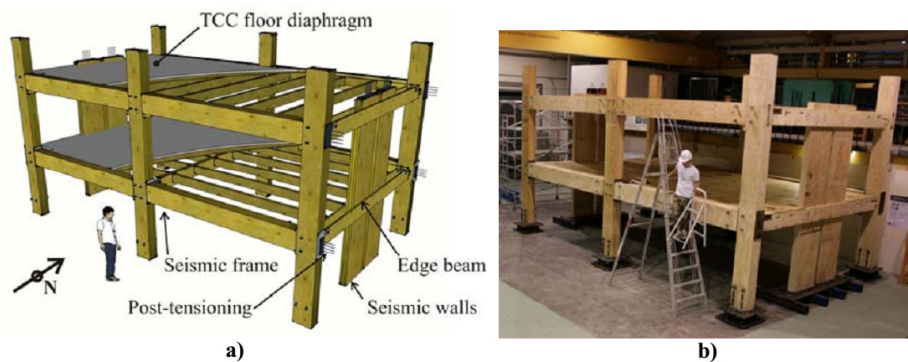 TCC floor diaphragm
Seismic frame
Edge beam
N
Post-tensioning
Seismic walls
a)
b)